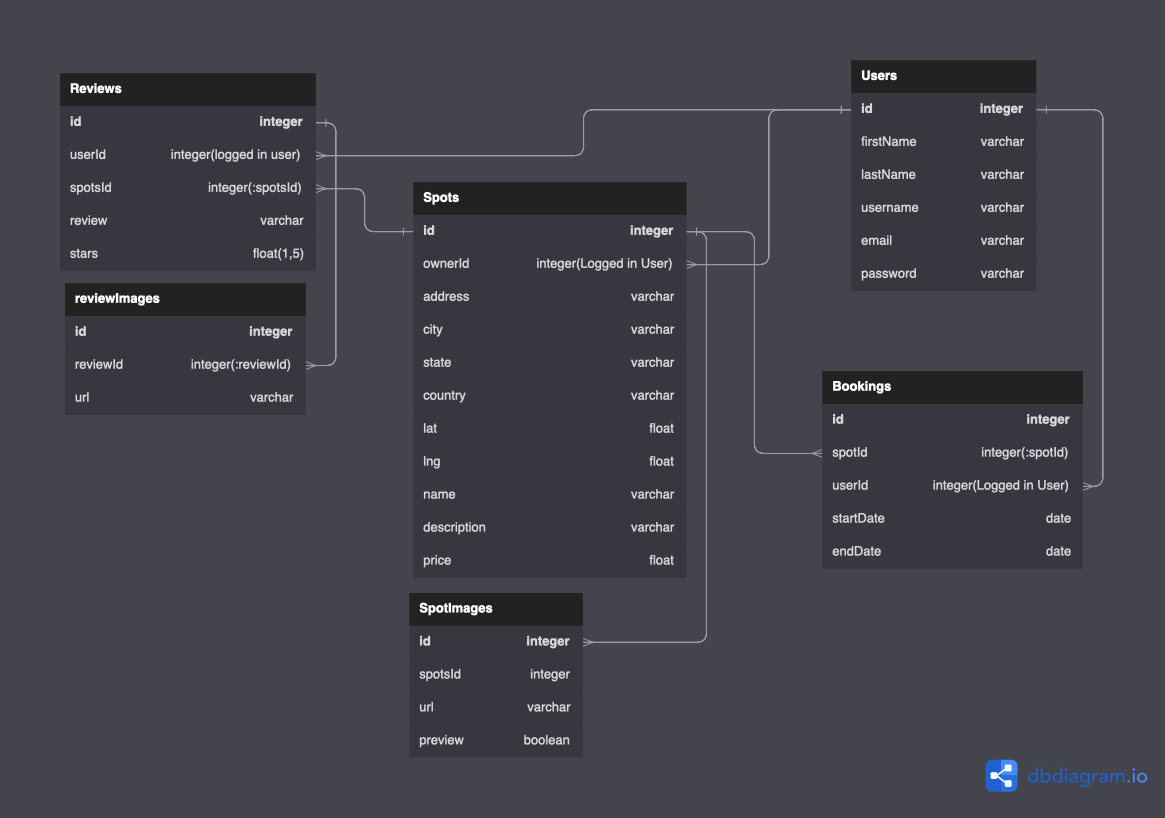 Reviews
id integer
userId integer(logged in user)
spotsId integer(:spotsId)
review varchar
stars float(1,5)
reviewImages
id integer
reviewId integer(:reviewId)
url varchar
Spots
id integer
ownerId integer(Logged in User)
address varchar
city varchar
state varchar
country varchar
lat float
lng float
name varchar
description varchar
price float
SpotImages
id integer
spotsId integer
url varchar
preview boolean
Users
id integer
firstName varchar
lastName varchar
username varchar
email varchar
password varchar
Bookings
id integer
spotId integer(:spotId)
userId integer(Logged in User)
startDate date
endDate date
dbdiagram.io